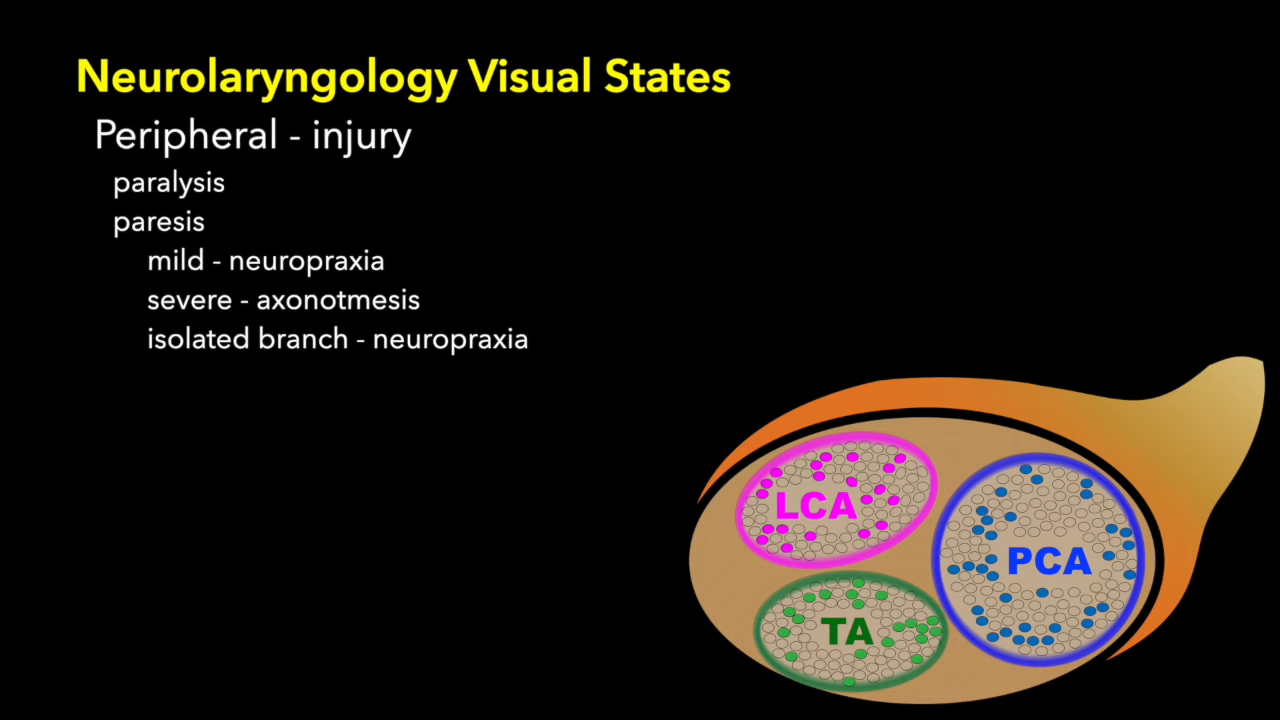 Neurolaryngology Visual States
Peripheral - injury
paralysis
paresis
mild - neuropraxia
severe - axonotmesis
isolated branch - neuropraxia
LCA
PCA
TA